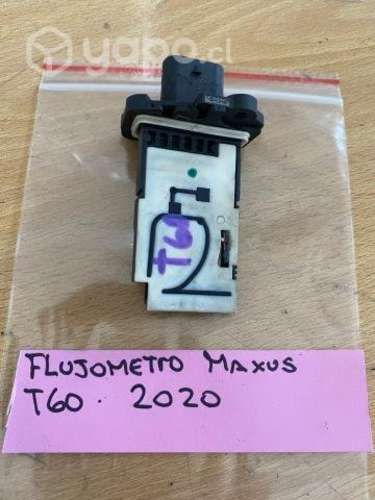 yapo.cl
T60
FLUJOMETRO MAXUS
T60. 2020